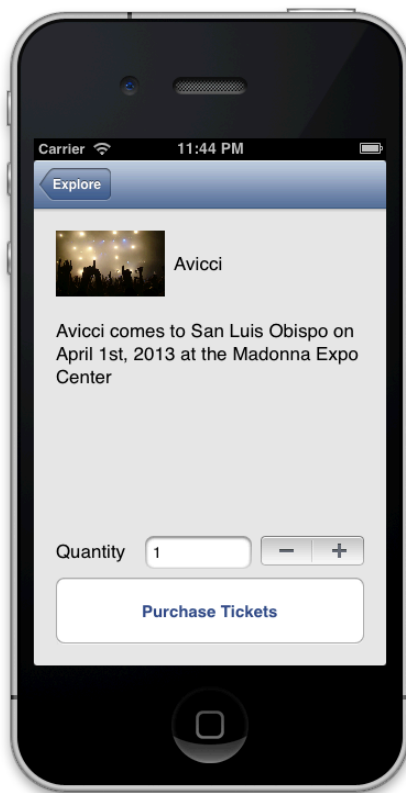 Carrier 11:44 PM
Explore
Avicci
Avicci comes to San Luis Obispo on
April 1st, 2013 at the Madonna Expo
Center
Quantity 1 − +
Purchase Tickets